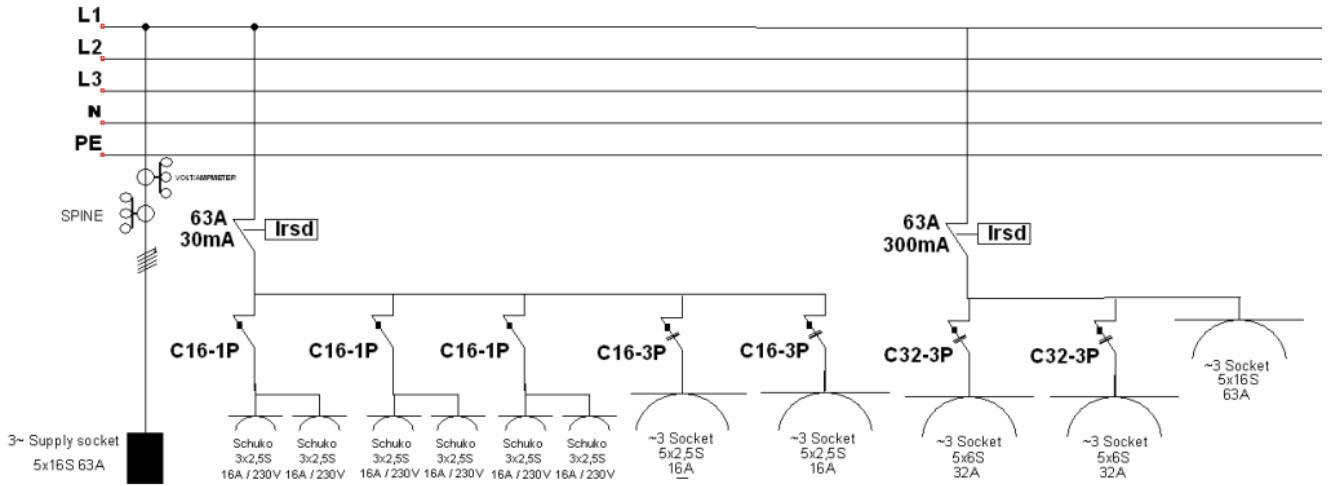 L1
L2
L3
N
PE
VOLT/AMPMETER
SPINE
63A
30mA
Irsd
63A
300mA
Irsd
C16-1P
C16-1P
C16-1P
C16-3P
C16-3P
C32-3P
C32-3P
~3 Socket
5x16S
63A
3~ Supply socket
5x16S 63A
Schuko
3x2,5S
16A / 230V
Schuko
3x2,5S
16A / 230V
Schuko
3x2,5S
16A / 230V
Schuko
3x2,5S
16A / 230V
Schuko
3x2,5S
16A / 230V
Schuko
3x2,5S
16A / 230V
~3 Socket
5x2,5S
16A
~3 Socket
5x2,5S
16A
~3 Socket
5x6S
32A
~3 Socket
5x6S
32A